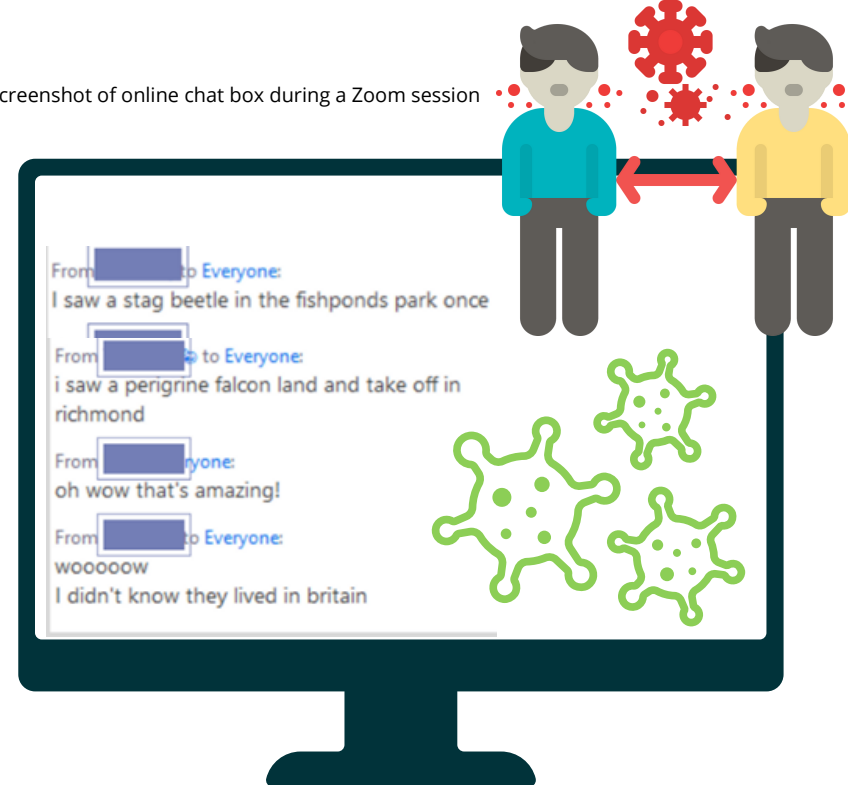 creenshot of online chat box during a Zoom session
From to Everyone:
I saw a stag beetle in the fishponds park once
From to Everyone:
i saw a perigrine falcon land and take off in
richmond
From ryone:
oh wow that's amazing!
From to Everyone:
wooooow
I didn't know they lived in britain